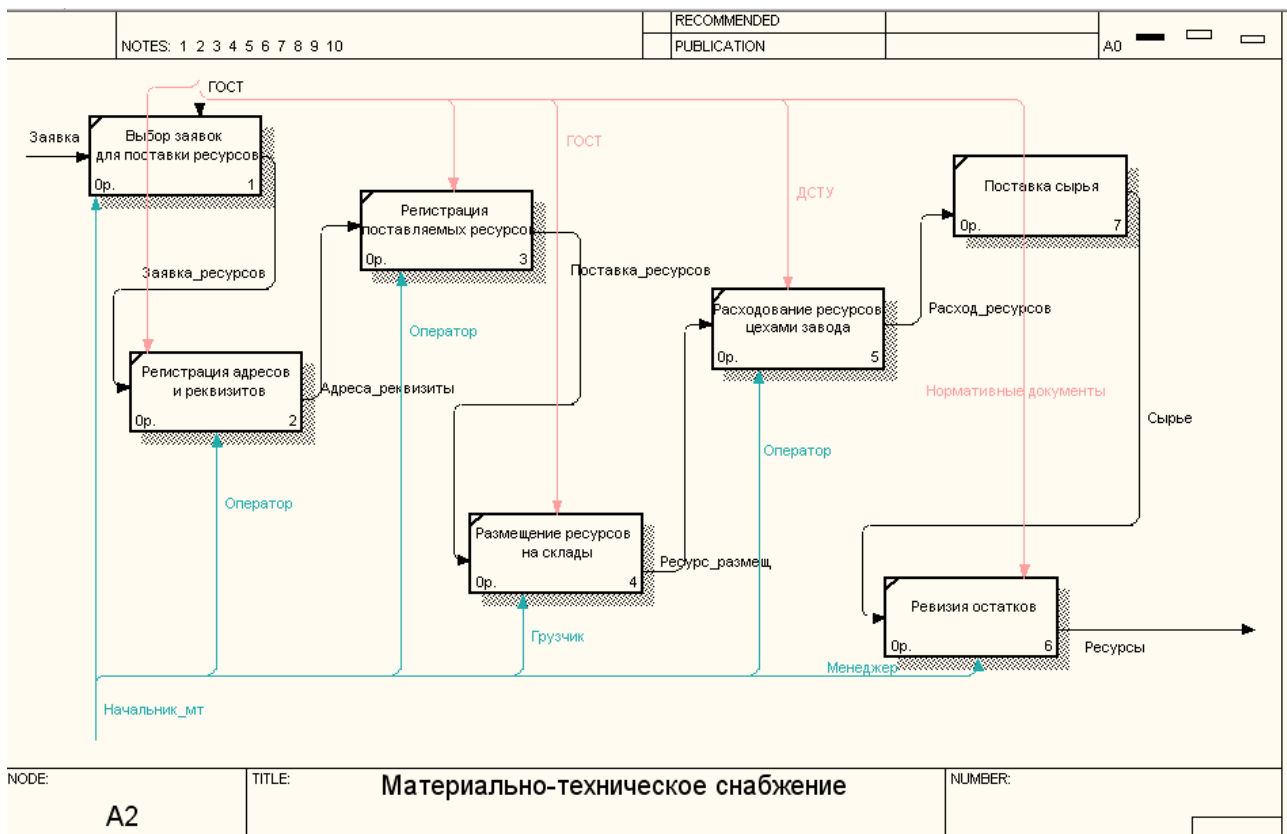 RECOMMENDED
NOTES: 1 2 3 4 5 6 7 8 9 10
PUBLICATION
A0
ГОСТ
Заявка
Выбор заявок
для поставки ресурсов
0р.
1
ГОСТ
ДСТУ
Поставка сырья
0р.
7
Регистрация
поставляемых ресурсов
0р.
3
Заявка_ресурсов
Поставка_ресурсов
Расходование ресурсов
цехами завода
0р.
5
Расход_ресурсов
Оператор
Регистрация адресов
и реквизитов
0р.
2
Адреса_реквизиты
Нормативные документы
Сырье
Оператор
Оператор
Размещение ресурсов
на склады
0р.
4
Ресурс_размещ
Ревизия остатков
0р.
6
Ресурсы
Грузчик
Менеджер
Начальник_мт
NODE:
TITLE:
Материально-техническое снабжение
NUMBER:
A2